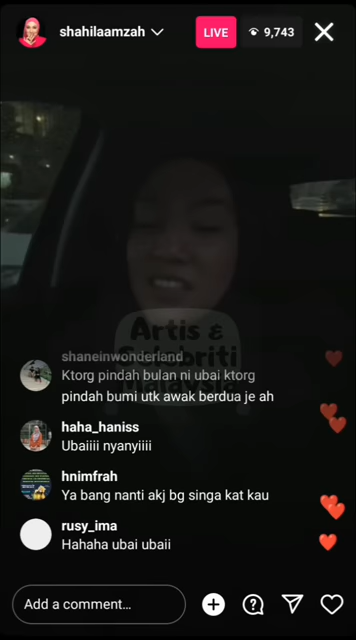 shahilaamzah
LIVE
9,743
Artis &
Selebriti
Malaysia
shaneinwonderland
Ktorg pindah bulan ni ubai ktorg
pindah bumi utk awak berdua je ah
haha_haniss
Ubaiiii nyanyiiii
hnimfrah
Ya bang nanti akj bg singa kat kau
rusy_ima
Hahaha ubai ubaii
Add a comment...